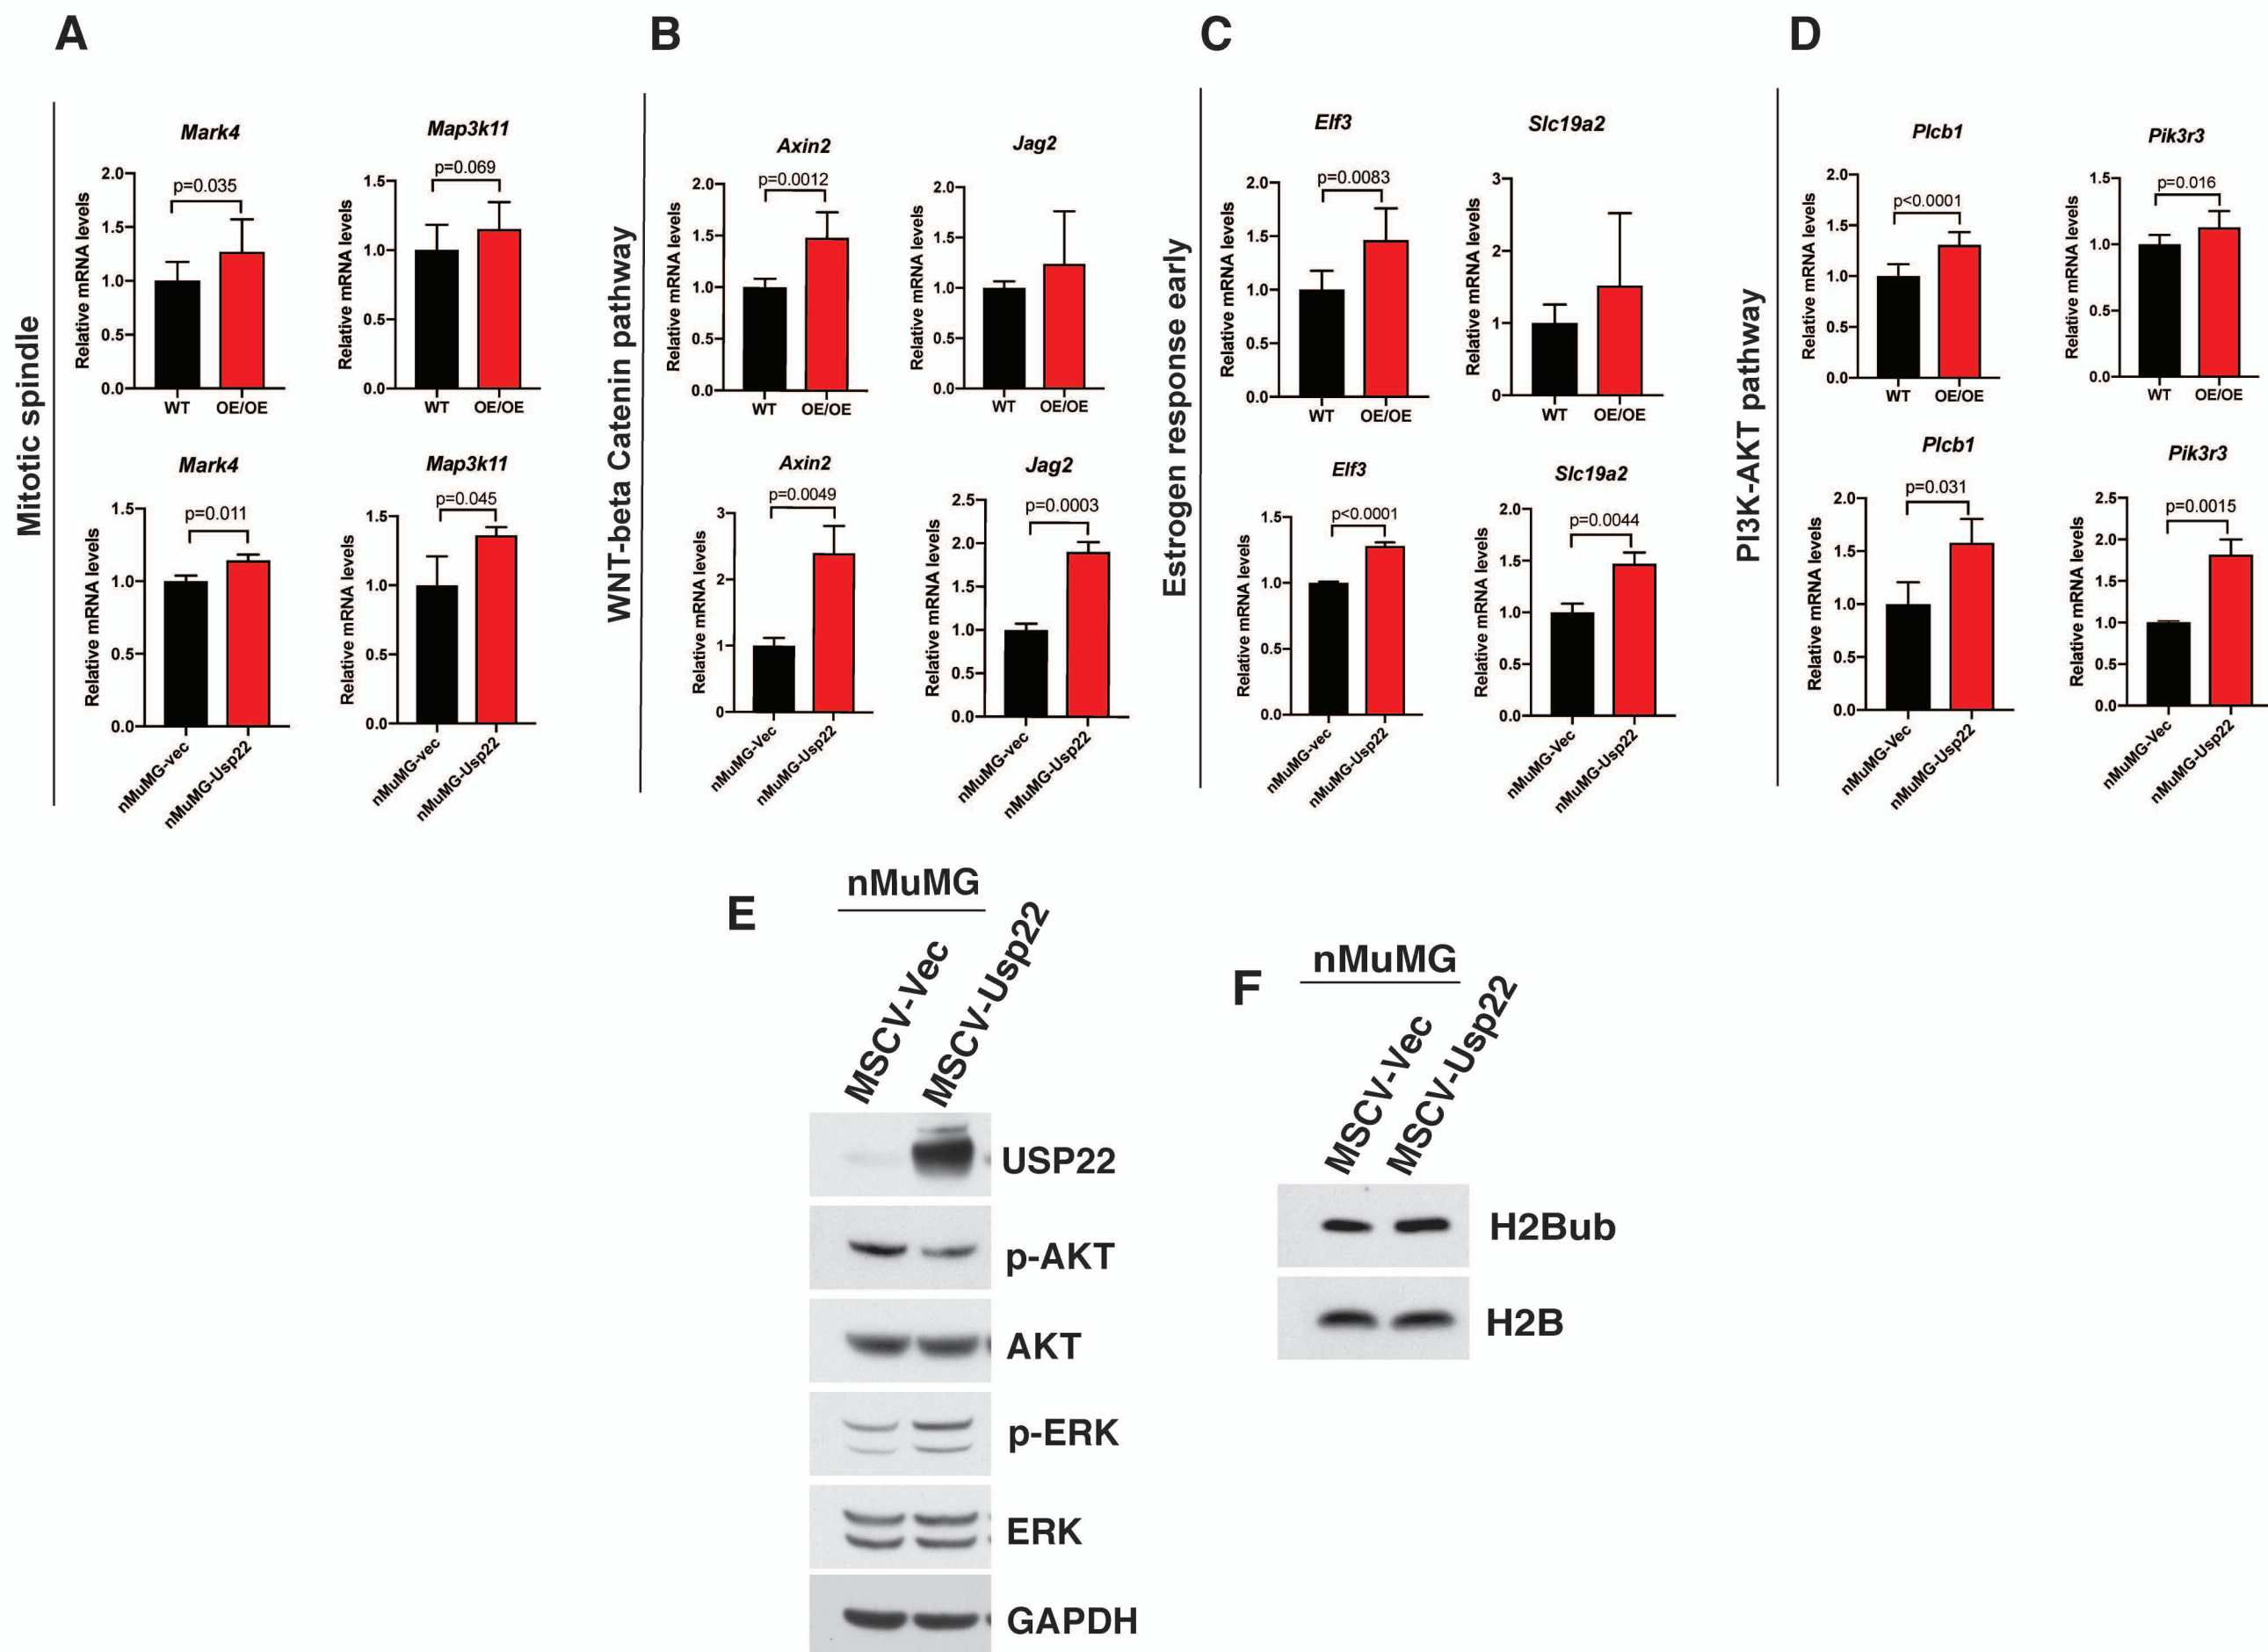 A
B
C
D
Mitotic spindle
Mark4
p=0.035
Relative mRNA levels
2.0
1.5
1.0
0.5
0.0
WT
OE/OE
Map3k11
p=0.069
Relative mRNA levels
1.5
1.0
0.5
0.0
WT
OE/OE
Mark4
p=0.011
Relative mRNA levels
1.5
1.0
0.5
0.0
nMuMG-vec
nMuMG-Usp22
Map3k11
p=0.045
Relative mRNA levels
1.5
1.0
0.5
0.0
nMuMG-vec
nMuMG-Usp22
WNT-beta Catenin pathway
Axin2
p=0.0012
Relative mRNA levels
2.0
1.5
1.0
0.5
0.0
WT
OE/OE
Jag2
Relative mRNA levels
2.0
1.5
1.0
0.5
0.0
WT
OE/OE
Axin2
p=0.0049
Relative mRNA levels
3
2
1
0
nMuMG-Vec
nMuMG-Usp22
Jag2
p=0.0003
Relative mRNA levels
2.5
2.0
1.5
1.0
0.5
0.0
nMuMG-vec
nMuMG-Usp22
Estrogen response early
Elf3
p=0.0083
Relative mRNA levels
2.0
1.5
1.0
0.5
0.0
WT
OE/OE
Slc19a2
Relative mRNA levels
3
2
1
0
WT
OE/OE
Elf3
p<0.0001
Relative mRNA levels
1.5
1.0
0.5
0.0
nMuMG-vec
nMuMG-Usp22
Slc19a2
p=0.0044
Relative mRNA levels
2.0
1.5
1.0
0.5
0.0
nMuMG-Vec
nMuMG-Usp22
PI3K-AKT pathway
Plcb1
p<0.0001
Relative mRNA levels
2.0
1.5
1.0
0.5
0.0
WT
OE/OE
Pik3r3
p=0.016
Relative mRNA levels
1.5
1.0
0.5
0.0
WT
OE/OE
Plcb1
p=0.031
Relative mRNA levels
2.0
1.5
1.0
0.5
0.0
nMuMG-Vec
nMuMG-Usp22
Pik3r3
p=0.0015
Relative mRNA levels
2.5
2.0
1.5
1.0
0.5
0.0
nMuMG-Vec
nMuMG-Usp22
E
nMuMG
MSCV-Vec
MSCV-Usp22
USP22
p-AKT
AKT
p-ERK
ERK
GAPDH
F
nMuMG
MSCV-Vec
MSCV-Usp22
H2Bub
H2B